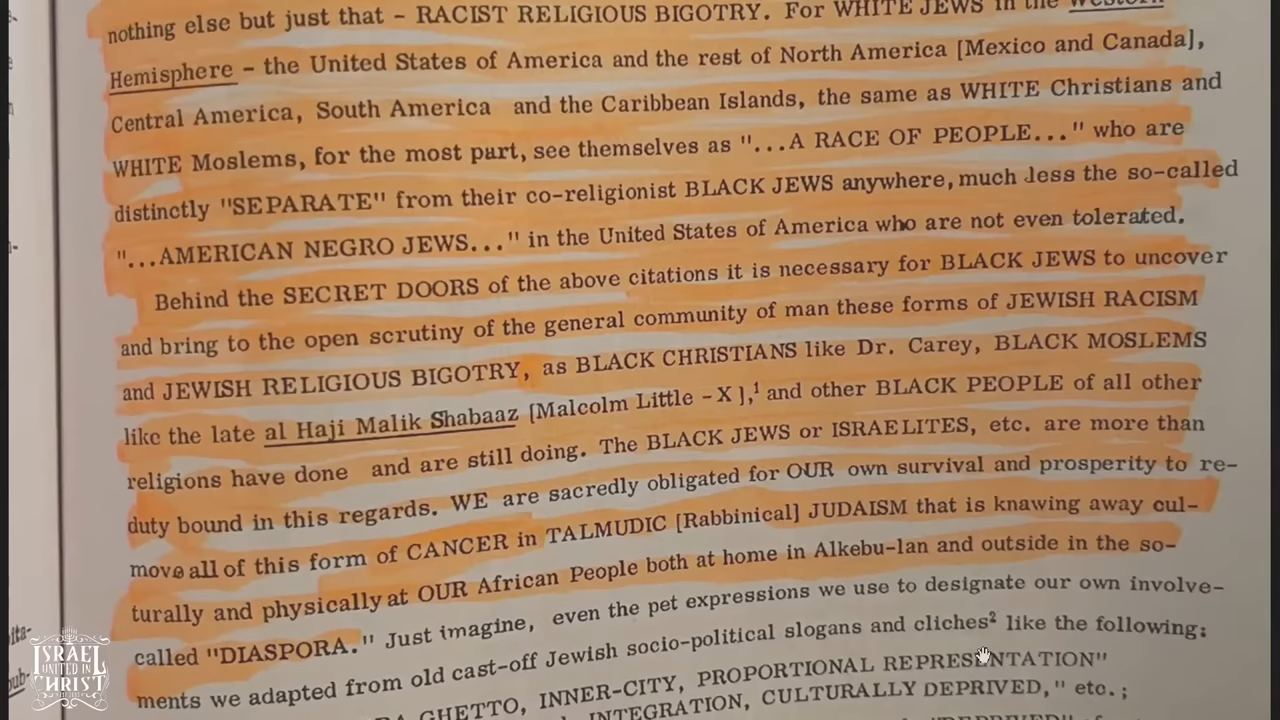 nothing else but just that - RACIST RELIGIOUS BIGOTRY. For WHITE JEWS in the Western
Hemisphere - the United States of America and the rest of North America [Mexico and Canada],
Central America, South America and the Caribbean Islands, the same as WHITE Christians and
WHITE Moslems, for the most part, see themselves as "...A RACE OF PEOPLE..." who are
distinctly "SEPARATE" from their co-religionist BLACK JEWS anywhere, much less the so-called
"...AMERICAN NEGRO JEWS..." in the United States of America who are not even tolerated.
Behind the SECRET DOORS of the above citations it is necessary for BLACK JEWS to uncover
and bring to the open scrutiny of the general community of man these forms of JEWISH RACISM
and JEWISH RELIGIOUS BIGOTRY, as BLACK CHRISTIANS like Dr. Carey, BLACK MOSLEMS
like the late al Haji Malik Shabaaz [Malcolm Little - X ],¹ and other BLACK PEOPLE of all other
religions have done and are still doing. The BLACK JEWS or ISRAELITES, etc. are more than
duty bound in this regards. WE are sacredly obligated for OUR own survival and prosperity to re-
move all of this form of CANCER in TALMUDIC [Rabbinical] JUDAISM that is knawing away cul-
turally and physically at OUR African People both at home in Alkebu-lan and outside in the so-
called "DIASPORA." Just imagine, even the pet expressions we use to designate our own involve-
ments we adapted from old cast-off Jewish socio-political slogans and cliches² like the following:
GHETTO, INNER-CITY, PROPORTIONAL REPRESENTATION"
INTEGRATION, CULTURALLY DEPRIVED," etc.;
ISRAEL
UNITED IN
CHRIST